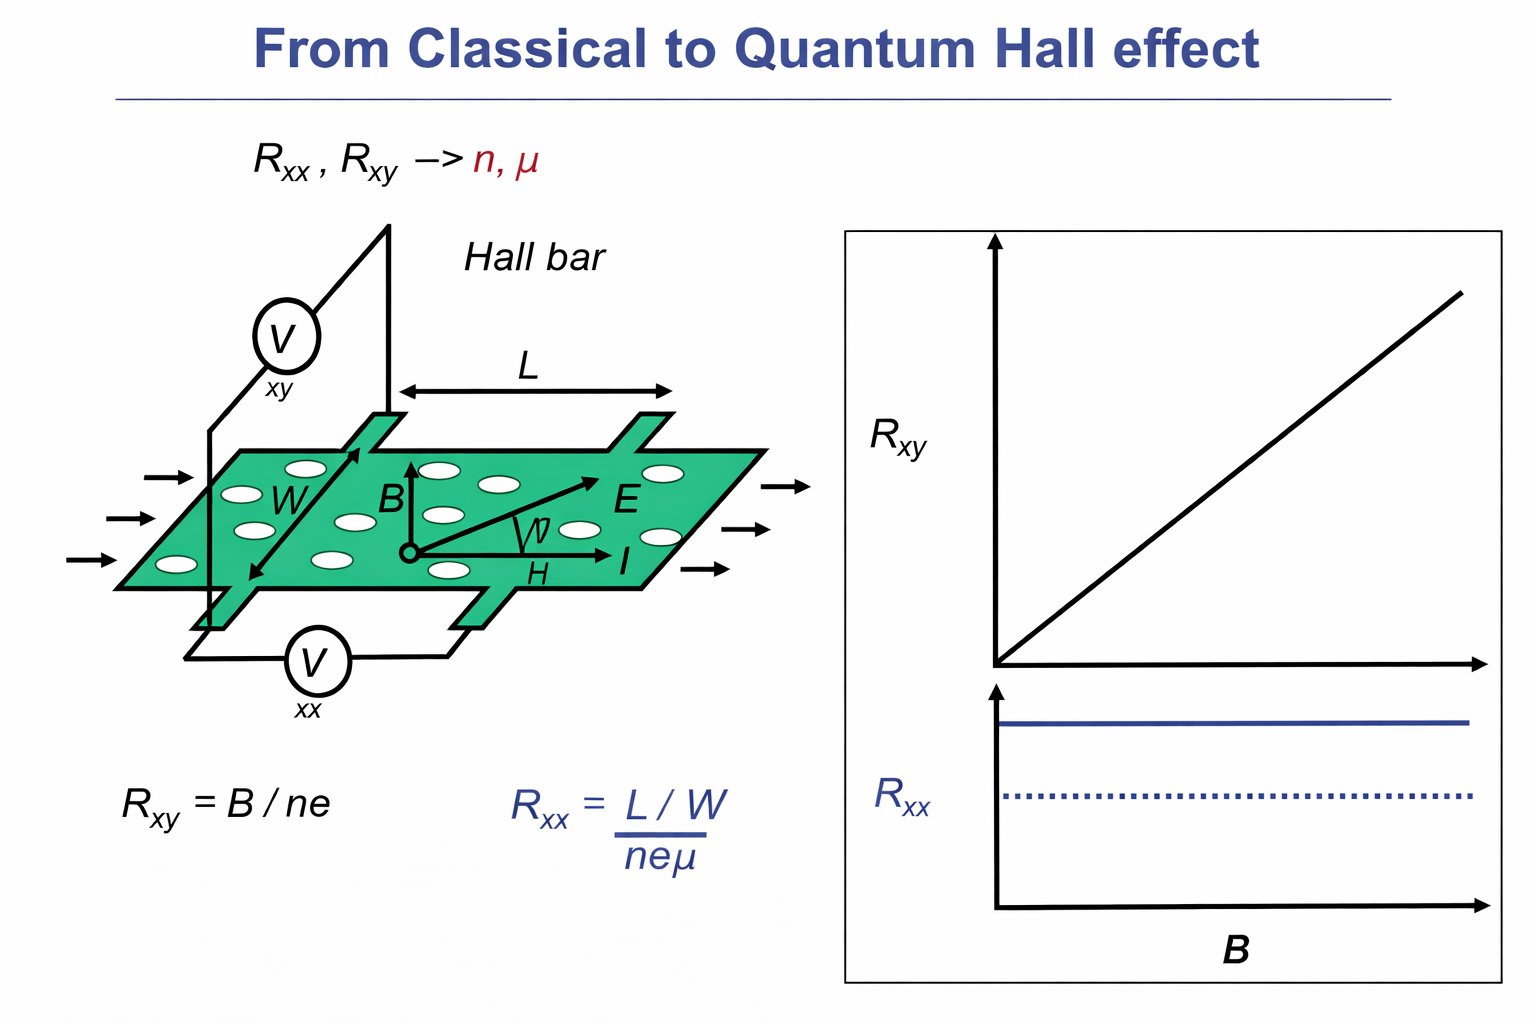 From Classical to Quantum Hall effect
Rxx , Rxy –> n, μ
Hall bar
V
xy
L
W
B
E
I
H
V
xx
Rxy = B / ne
Rxx = L / W
neμ
Rxy
Rxx
B